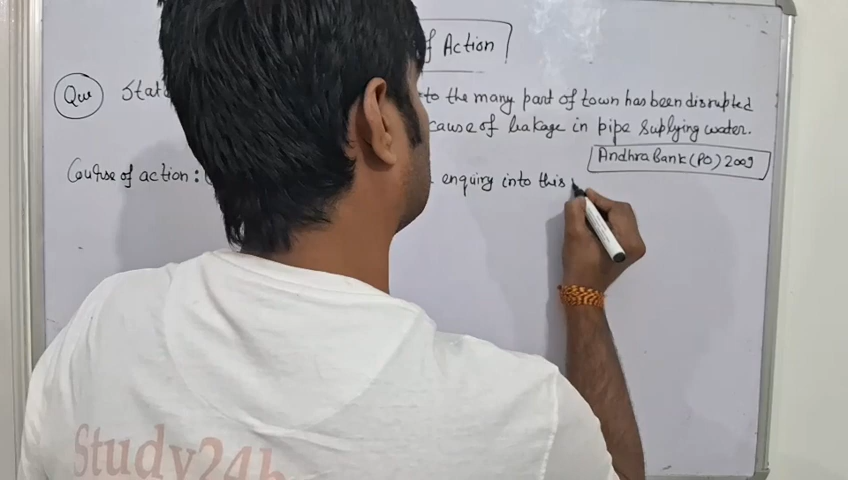 of Action
Que Stat to the many part of town has been disrupted
cause of leakage in pipe suplying water.
Andhra Bank (PO) 2009
Course of action : enquiry into this
Study24h